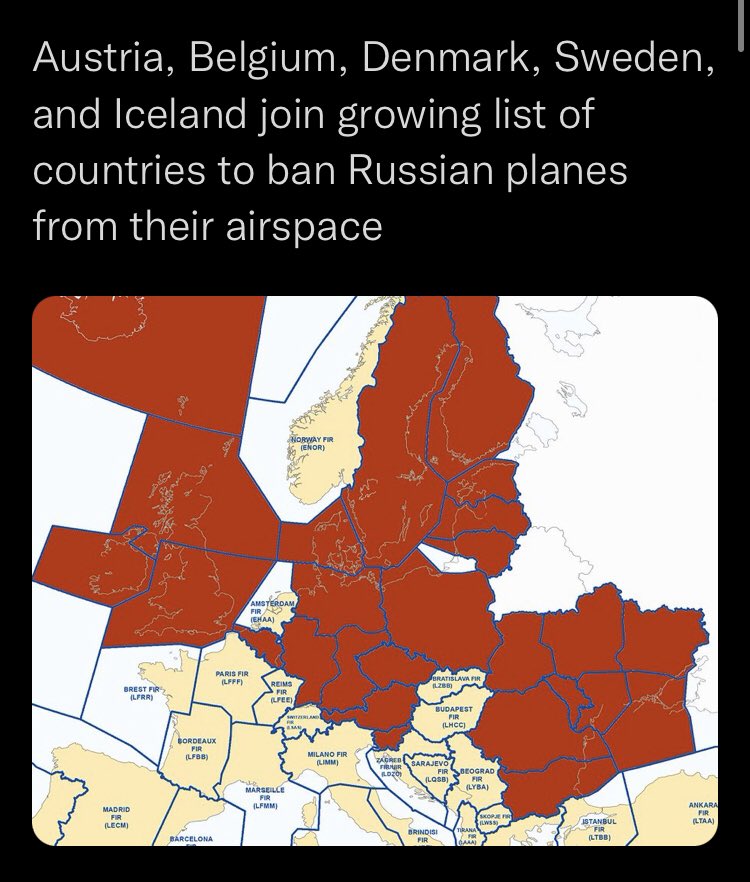 Austria, Belgium, Denmark, Sweden,
and Iceland join growing list of
countries to ban Russian planes
from their airspace
NORWAY FIR
(ENOR)
AMSTERDAM
FIR
(EHAA)
BREST FIR
(LFRR)
PARIS FIR
(LFFF)
REIMS
FIR
(LFEE)
SWITZERLAND
FIR
BRATISLAVA FIR
(LZBB)
BUDAPEST
FIR
(LHCC)
BORDEAUX
FIR
(LFBB)
MILANO FIR
(LIMM)
ZAGREB
FIR/UIR
(LDZO)
SARAJEVO
FIR
(LQSB)
BEOGRAD
FIR
(LYBA)
MARSEILLE
FIR
(LFMM)
MADRID
FIR
(LECM)
BARCELONA
BRINDISI
FIR
TIRANA
FIR
(LAAA)
SKOPJE FIR
(LWSS)
ISTANBUL
FIR
(LTBB)
ANKARA
FIR
(LTAA)